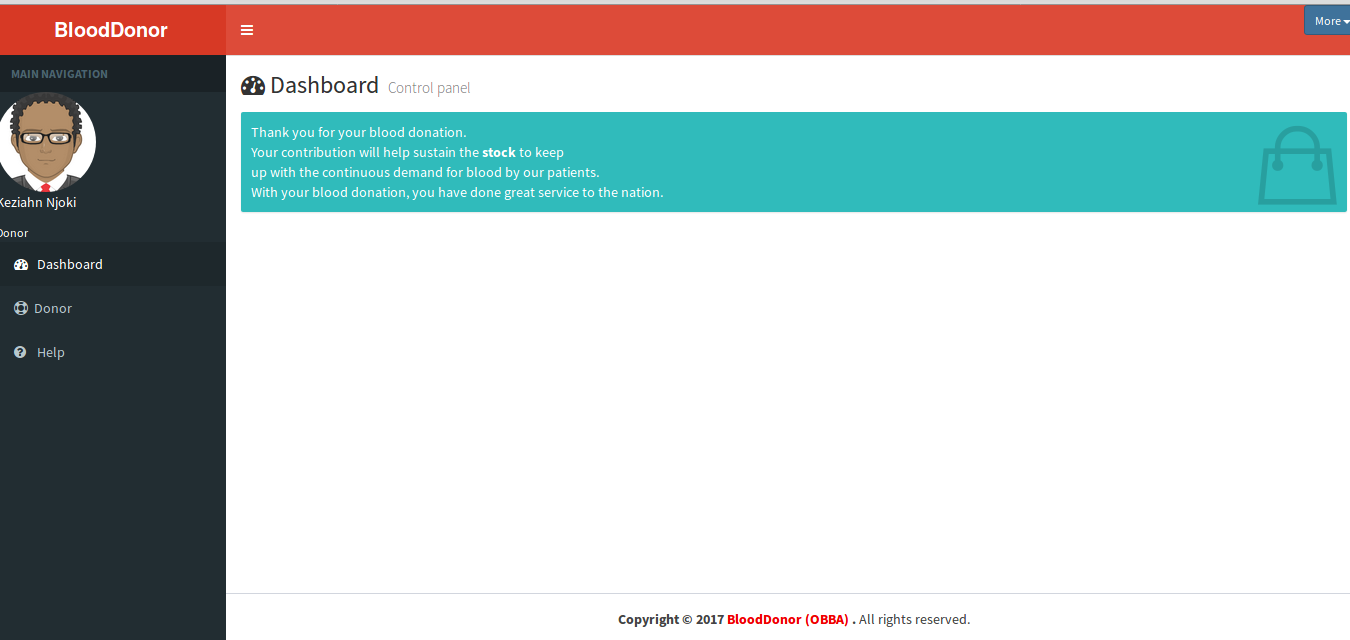 BloodDonor
More
MAIN NAVIGATION
Keziahn Njoki
Donor
Dashboard
Donor
Help
Dashboard Control panel
Thank you for your blood donation.
Your contribution will help sustain the stock to keep
up with the continuous demand for blood by our patients.
With your blood donation, you have done great service to the nation.
Copyright © 2017 BloodDonor (OBBA) . All rights reserved.